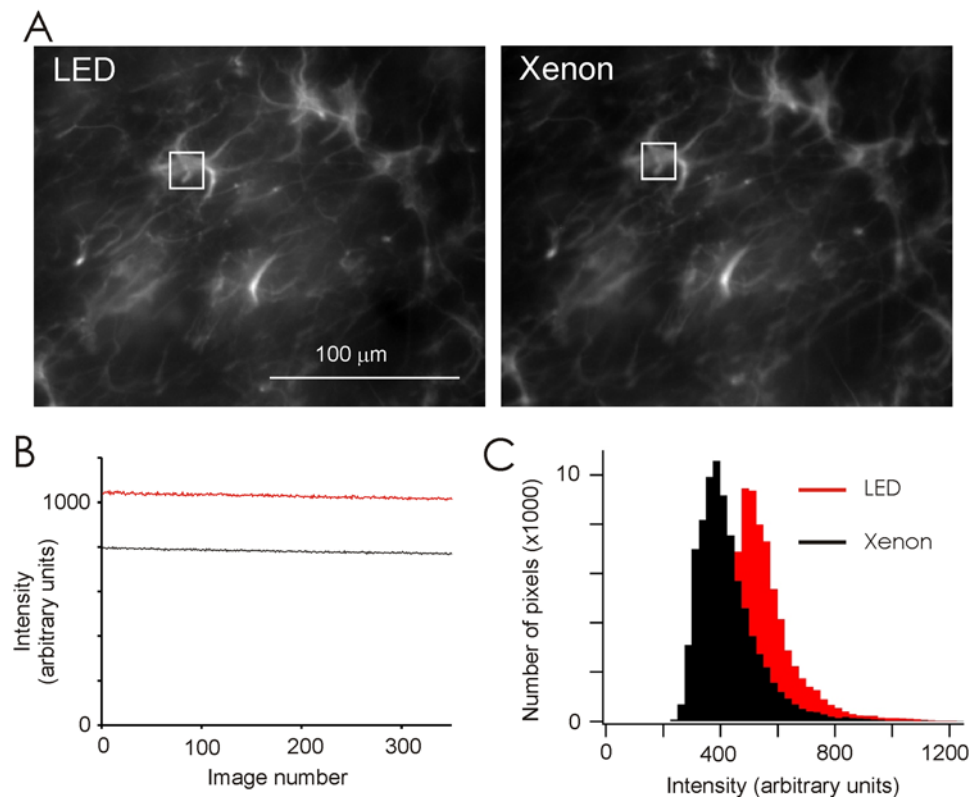 A
LED
Xenon
100 μm
B
1000
0
Intensity
(arbitrary units)
0
100
200
300
Image number
C
10
0
Number of pixels (x1000)
LED
Xenon
0
400
800
1200
Intensity (arbitrary units)